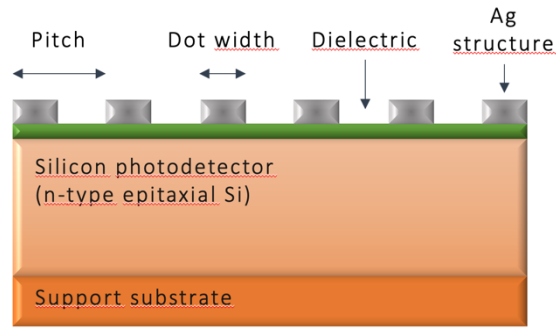 Pitch
Dot width
Dielectric
Ag
structure
Silicon photodetector
(n-type epitaxial Si)
Support substrate